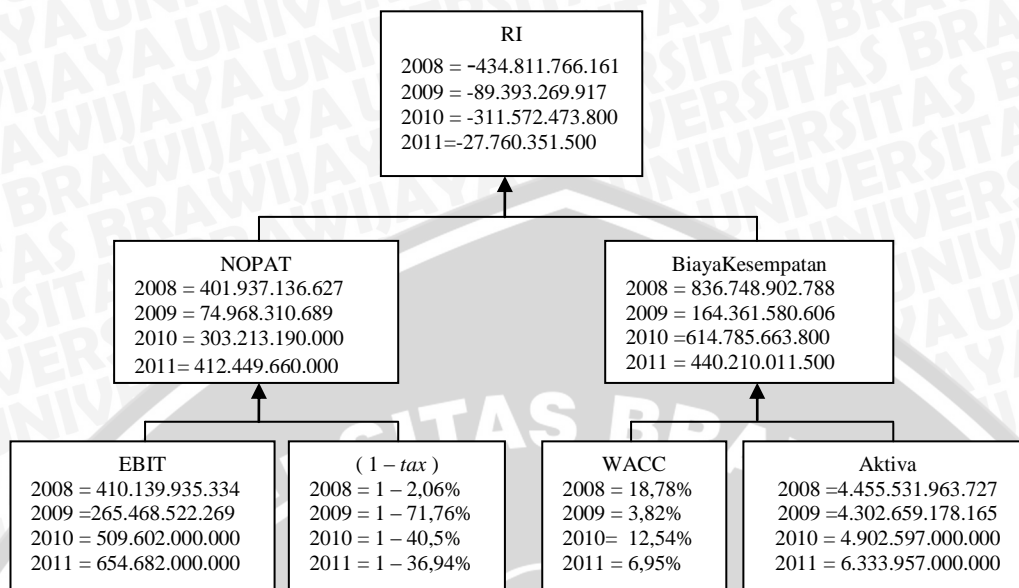 RI
2008 = -434.811.766.161
2009 = -89.393.269.917
2010 = -311.572.473.800
2011=-27.760.351.500
NOPAT
2008 = 401.937.136.627
2009 = 74.968.310.689
2010 = 303.213.190.000
2011= 412.449.660.000
BiayaKesempatan
2008 = 836.748.902.788
2009 = 164.361.580.606
2010 =614.785.663.800
2011 = 440.210.011.500
EBIT
2008 = 410.139.935.334
2009 =265.468.522.269
2010 = 509.602.000.000
2011 = 654.682.000.000
( 1 – tax )
2008 = 1 – 2,06%
2009 = 1 – 71,76%
2010 = 1 – 40,5%
2011 = 1 – 36,94%
WACC
2008 = 18,78%
2009 = 3,82%
2010= 12,54%
2011 = 6,95%
Aktiva
2008 =4.455.531.963.727
2009 =4.302.659.178.165
2010 = 4.902.597.000.000
2011 = 6.333.957.000.000